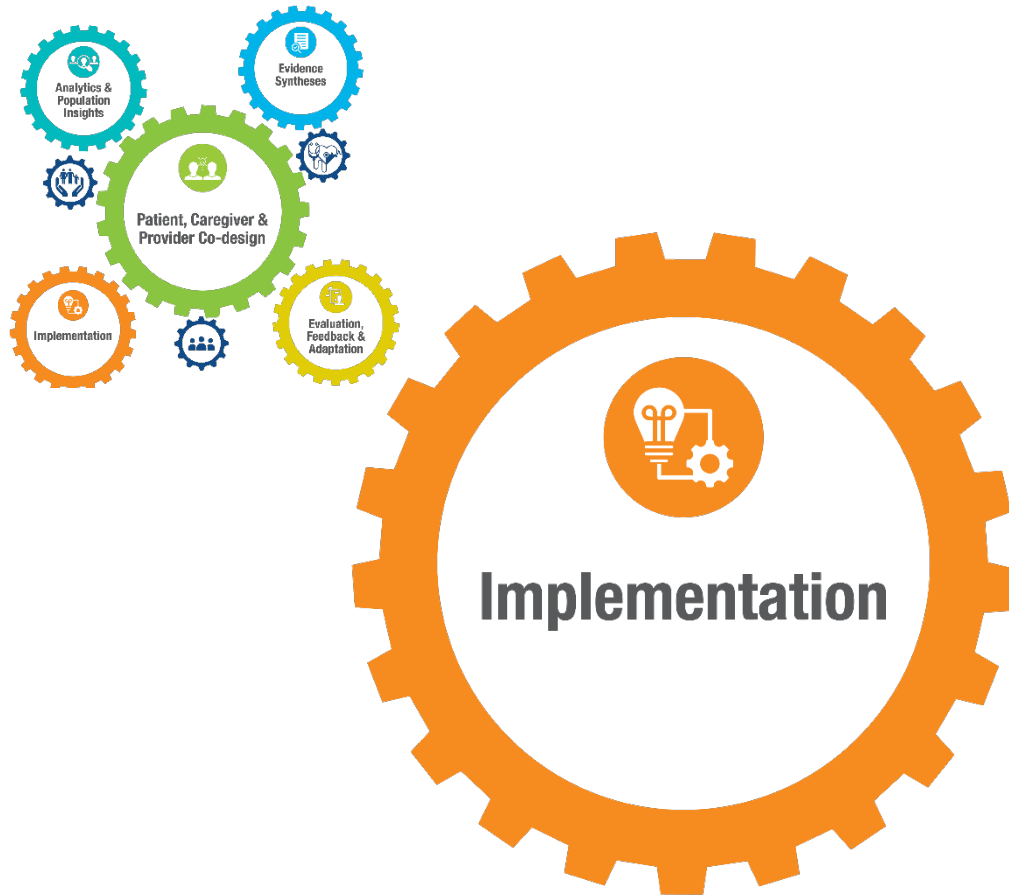 Analytics &
Population
Insights
Evidence
Syntheses
Patient, Caregiver &
Provider Co-design
Implementation
Evaluation,
Feedback &
Adaptation
Implementation